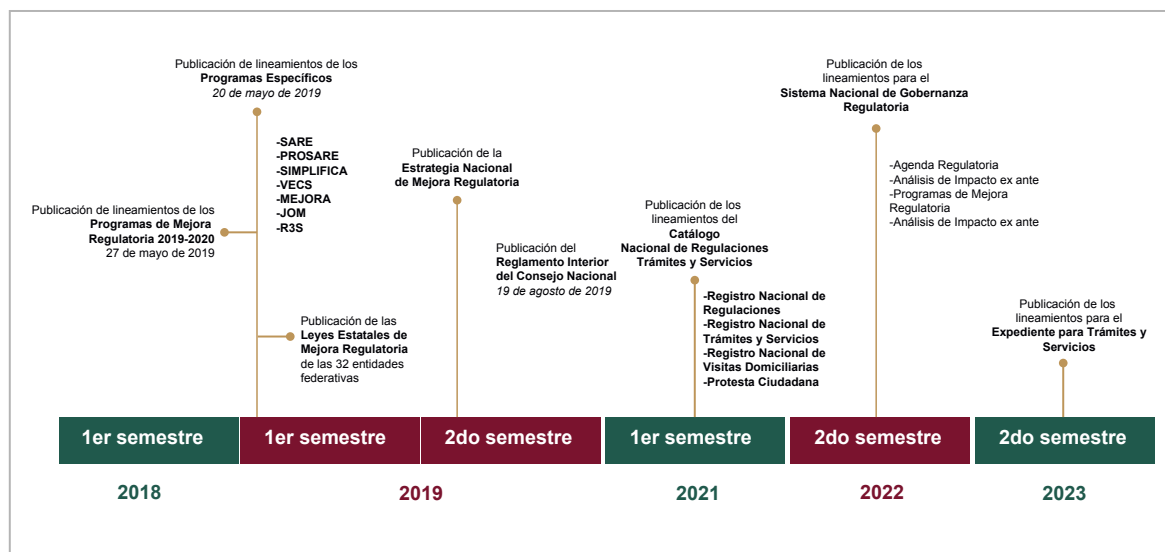 Publicación de lineamientos de los
Programas Específicos
20 de mayo de 2019
-SARE
-PROSARE
-SIMPLIFICA
-VECS
-MEJORA
-JOM
-R3S
Publicación de lineamientos de los
Programas de Mejora
Regulatoria 2019-2020
27 de mayo de 2019
Publicación de las
Leyes Estatales de
Mejora Regulatoria
de las 32 entidades
federativas
Publicación de la
Estrategia Nacional
de Mejora Regulatoria
Publicación del
Reglamento Interior
del Consejo Nacional
19 de agosto de 2019
Publicación de los
lineamientos del
Catálogo
Nacional de Regulaciones
Trámites y Servicios
-Registro Nacional de
Regulaciones
-Registro Nacional de
Trámites y Servicios
-Registro Nacional de
Visitas Domiciliarias
-Protesta Ciudadana
Publicación de los
lineamientos para el
Sistema Nacional de Gobernanza
Regulatoria
-Agenda Regulatoria
-Análisis de Impacto ex ante
-Programas de Mejora
Regulatoria
-Análisis de Impacto ex ante
Publicación de los
lineamientos para el
Expediente para Trámites y
Servicios
1er semestre
1er semestre
2do semestre
1er semestre
2do semestre
2do semestre
2018
2019
2021
2022
2023